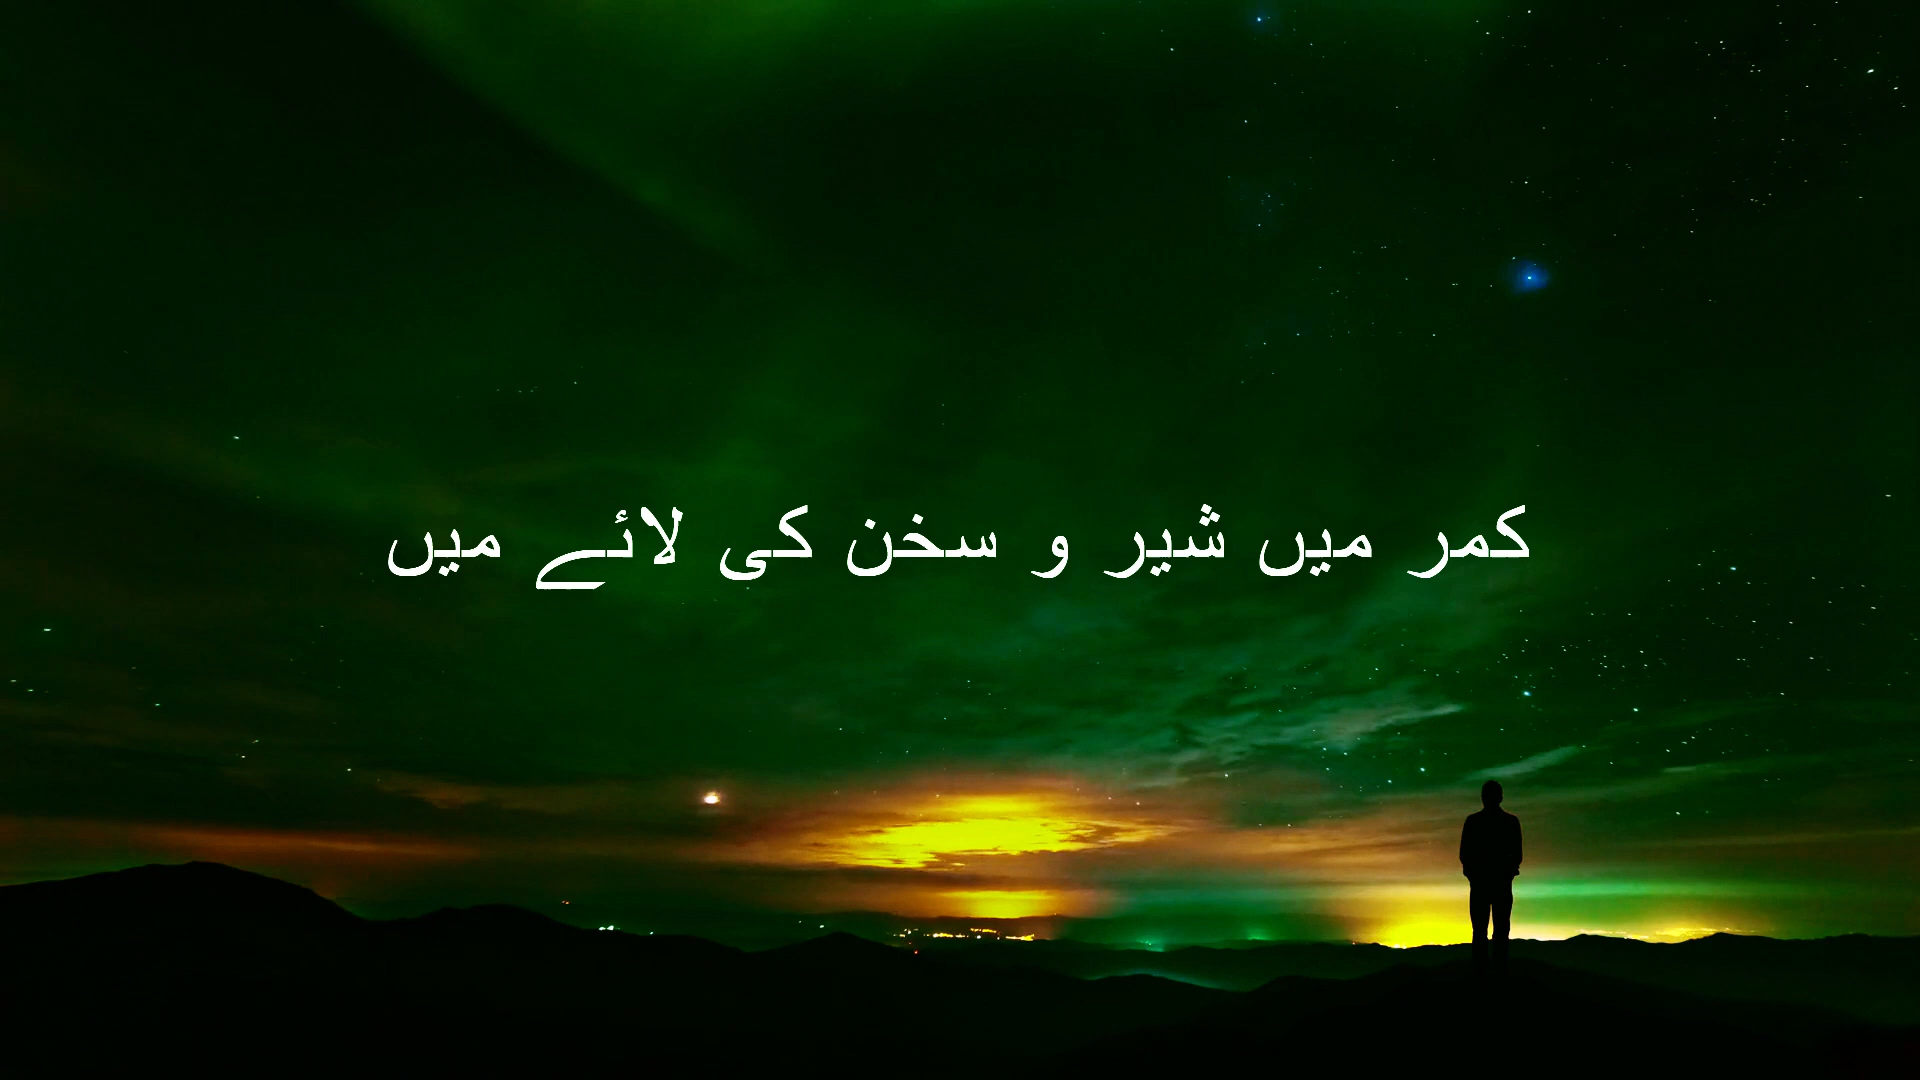 کمر میں شیر و سخن کی لائے میں